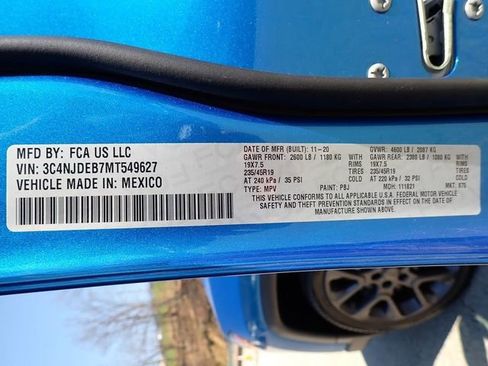 MFD BY: FCA US LLC
VIN: 3C4NJDEB7MT549627
VEHICLE MADE IN: MEXICO
DATE OF MFR (BUILT): 11-20 GVWR: 4600 LB / 2087 KG
GAWR FRONT: 2600 LB / 1180 KG WITH GAWR REAR: 2380 LB / 1080 KG WITH
19X7.5 RIMS 19X7.5 RIMS
235/45R19 TIRES 235/45R19 TIRES
AT 240 kPa / 35 PSI COLD AT 220 kPa / 32 PSI COLD
TYPE: MPV PAINT: PBJ MDH: 111821 MAT: 875
THIS VEHICLE CONFORMS TO ALL APPLICABLE U.S.A. FEDERAL MOTOR VEHICLE
SAFETY AND THEFT PREVENTION STANDARDS IN EFFECT ON THE DATE OF
MANUFACTURE SHOWN ABOVE.